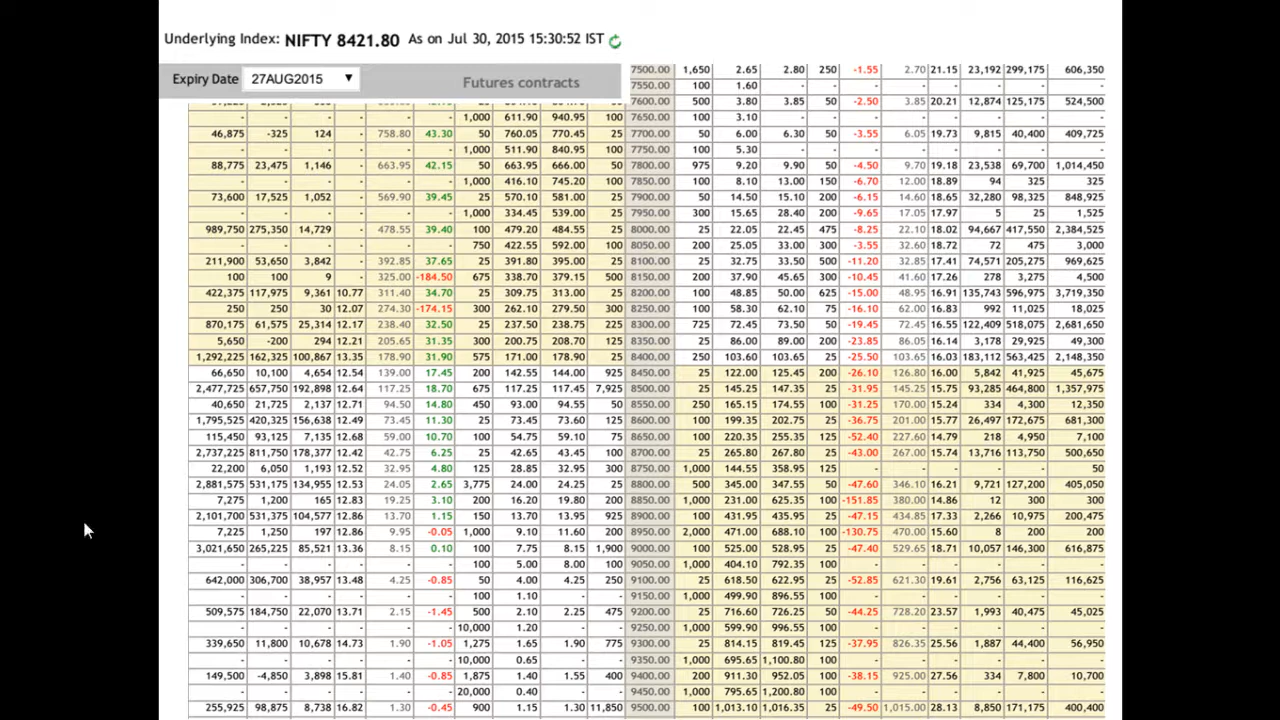 Underlying Index: NIFTY 8421.80 As on Jul 30, 2015 15:30:52 IST
Expiry Date 27AUG2015 ▼ Futures contracts
7500.00 1,650 2.65 2.80 250 -1.55 2.70 21.15 23,192 299,175 606,350
7550.00 100 1.60 - - - - - - - -
1,000 611.90 940.95 100 7600.00 500 3.80 3.85 50 -2.50 3.85 20.21 12,874 125,175 524,500
- - - - - - 1,000 611.90 940.95 100 7650.00 100 3.10 - - - - - - - -
46,875 -325 124 - 758.80 43.30 50 760.05 770.45 25 7700.00 50 6.00 6.30 50 -3.55 6.05 19.73 9,815 40,400 409,725
- - - - - - 1,000 511.90 840.95 100 7750.00 100 5.30 - - - - - - - -
88,775 23,475 1,146 - 663.95 42.15 50 663.95 666.00 50 7800.00 975 9.20 9.90 50 -4.50 9.70 19.18 23,538 69,700 1,014,450
- - - - - - 1,000 416.10 745.20 100 7850.00 100 8.10 13.00 150 -6.70 12.00 18.89 94 325 325
73,600 17,525 1,052 - 569.90 39.45 25 570.10 581.00 25 7900.00 50 14.50 15.10 200 -6.15 14.60 18.65 32,280 98,325 848,925
- - - - - - 1,000 334.45 539.00 25 7950.00 300 15.65 28.40 200 -9.65 17.05 17.97 5 25 1,525
989,750 275,350 14,729 - 478.55 39.40 100 479.20 484.55 25 8000.00 25 22.05 22.45 475 -8.25 22.10 18.02 94,667 417,550 2,384,525
- - - - - - 750 422.55 592.00 100 8050.00 200 25.05 33.00 300 -3.55 32.60 18.72 72 475 3,000
211,900 53,650 3,842 - 392.85 37.65 25 391.80 395.00 25 8100.00 25 32.75 33.50 500 -11.20 32.85 17.41 74,571 205,275 969,625
100 100 9 - 325.00 -184.50 675 338.70 379.15 500 8150.00 200 37.90 45.65 300 -10.45 41.60 17.26 278 3,275 4,500
422,375 117,975 9,361 10.77 311.40 34.70 25 309.75 313.00 25 8200.00 100 48.85 50.00 625 -15.00 48.95 16.91 135,743 596,975 3,719,350
250 250 30 12.07 274.30 -174.15 300 262.10 279.50 300 8250.00 100 58.30 62.10 75 -16.10 62.00 16.83 992 11,025 18,025
870,175 61,575 25,314 12.17 238.40 32.50 25 237.50 238.75 225 8300.00 725 72.45 73.50 50 -19.45 72.45 16.55 122,409 518,075 2,681,650
5,650 -200 294 12.21 205.65 31.35 300 200.75 208.70 125 8350.00 25 86.00 89.00 200 -23.85 86.05 16.14 3,178 29,925 49,300
1,292,225 162,325 100,867 13.35 178.90 31.90 575 171.00 178.90 25 8400.00 250 103.60 103.65 25 -25.50 103.65 16.03 183,112 563,425 2,148,350
66,650 10,100 4,654 12.54 139.00 17.45 200 142.55 144.00 925 8450.00 25 122.00 125.45 200 -26.10 126.80 16.00 5,842 41,925 45,675
2,477,725 657,750 192,898 12.64 117.25 18.70 675 117.25 117.45 7,925 8500.00 25 145.25 147.35 25 -31.95 145.75 15.75 93,285 464,800 1,357,975
40,650 21,725 2,137 12.71 94.50 14.80 450 93.00 94.55 50 8550.00 250 165.15 174.55 100 -31.25 170.00 15.24 334 4,300 12,350
1,795,525 420,325 156,638 12.49 73.45 11.30 25 73.45 73.60 125 8600.00 100 199.35 202.75 25 -36.75 201.00 15.77 26,497 172,675 681,300
115,450 93,125 7,135 12.68 59.00 10.70 100 54.75 59.10 75 8650.00 100 220.35 255.35 125 -52.40 227.60 14.79 218 4,950 7,100
2,737,225 811,750 178,377 12.42 42.75 6.25 25 42.65 43.45 100 8700.00 25 265.80 267.80 25 -43.00 267.00 15.74 13,716 113,750 500,650
22,200 6,050 1,193 12.52 32.95 4.80 125 28.85 32.95 300 8750.00 1,000 144.55 358.95 125 - - - - - 50
2,881,575 531,175 134,955 12.53 24.05 2.65 3,775 24.00 24.25 25 8800.00 500 345.00 347.55 50 -47.60 346.10 16.21 9,721 127,200 405,050
7,275 1,200 165 12.83 19.25 3.10 200 16.20 19.80 200 8850.00 1,000 231.00 625.35 100 -151.85 380.00 14.86 12 300 300
2,101,700 531,375 104,577 12.86 13.70 1.15 150 13.70 13.95 925 8900.00 100 431.95 435.95 25 -47.15 434.85 17.33 2,266 10,975 200,475
7,225 1,250 197 12.86 9.95 -0.05 1,000 9.10 11.60 200 8950.00 2,000 471.00 688.10 100 -130.75 470.00 15.60 8 200 200
3,021,650 265,225 85,521 13.36 8.15 0.10 100 7.75 8.15 1,900 9000.00 100 525.00 528.95 25 -47.40 529.65 18.71 10,057 146,300 616,875
- - - - - - 100 5.00 8.00 100 9050.00 1,000 404.10 792.35 100 - - - - - -
642,000 306,700 38,957 13.48 4.25 -0.85 50 4.00 4.25 250 9100.00 25 618.50 622.95 25 -52.85 621.30 19.61 2,756 63,125 116,625
- - - - - - 100 1.10 - - 9150.00 1,000 499.90 896.55 100 - - - - - -
509,575 184,750 22,070 13.71 2.15 -1.45 500 2.10 2.25 475 9200.00 25 716.60 726.25 50 -44.25 728.20 23.57 1,993 40,475 45,025
- - - - - - 10,000 1.20 - - 9250.00 1,000 599.90 996.55 100 - - - - - -
339,650 11,800 10,678 14.73 1.90 -1.05 1,275 1.65 1.90 775 9300.00 25 814.15 819.45 125 -37.95 826.35 25.56 1,887 44,400 56,950
- - - - - - 10,000 0.65 - - 9350.00 1,000 695.65 1,100.80 100 - - - - - -
149,500 -4,850 3,898 15.81 1.40 -0.85 1,875 1.40 1.55 400 9400.00 200 911.30 952.05 100 -38.15 925.00 27.56 334 7,800 10,700
- - - - - - 20,000 0.40 - - 9450.00 1,000 795.65 1,200.80 100 - - - - - -
255,925 98,875 8,738 16.82 1.30 -0.45 900 1.15 1.30 11,850 9500.00 100 1,013.10 1,016.35 25 -49.50 1,015.00 28.13 8,850 171,175 400,400